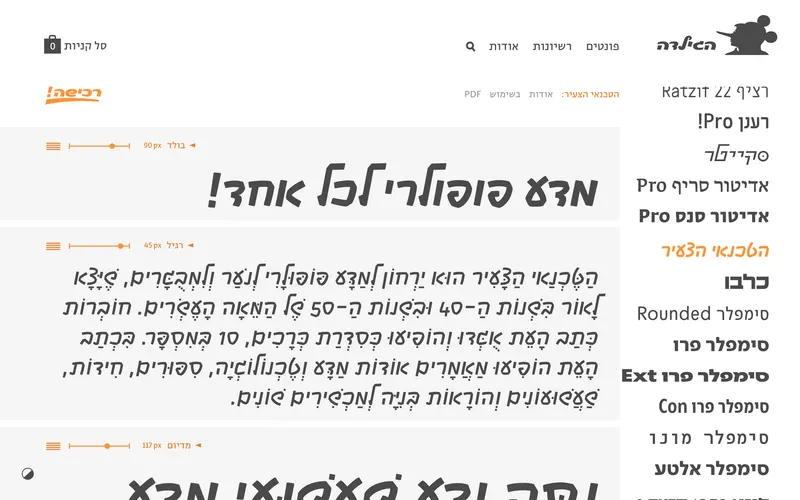 הגילדה
פונטים
רשיונות
אודות
סל קניות
0
רציף 22 Ratzif
רענן Pro!
סקייטר
אדיטור סריף Pro
אדיטור סנס Pro
הטכנאי הצעיר
כלבו
סימפלר Rounded
סימפלר פרו
סימפלר פרו Ext
סימפלר פרו Con
סימפלר מונו
סימפלר אלטע
הטכנאי הצעיר:
אודות
בשימוש
PDF
רכישה!
בולד 90 px
מדע פופולרי לכל אחד!
רגיל 45 px
הַטֶּכְנַאי הַצָּעִיר הוּא יַרְחוֹן לְמַדָּע פּוֹפּוּלָרִי לְנֹעַר וְלִמְבֻגָּרִים, שֶׁיָּצָא
לָאוֹר בִּשְׁנוֹת הַ-40 וּבִשְׁנוֹת הַ-50 שֶׁל הַמֵּאָה הָעֶשְׂרִים. חוֹבְרוֹת
כְּתַב הָעֵת אֻגְּדוּ וְהוֹפִיעוּ כְּסִדְרַת כְּרָכִים, 10 בְּמִסְפָּר. בִּכְתַב
הָעֵת הוֹפִיעוּ מַאֲמָרִים אוֹדוֹת מַדָּע וְטֶכְנוֹלוֹגְיָה, סִפּוּרִים, חִידוֹת,
שַׁעֲשׁוּעוֹנִים וְהוֹרָאוֹת בְּנִיָּה לְמַכְשִׁירִים שׁוֹנִים.
מדיום 117 px